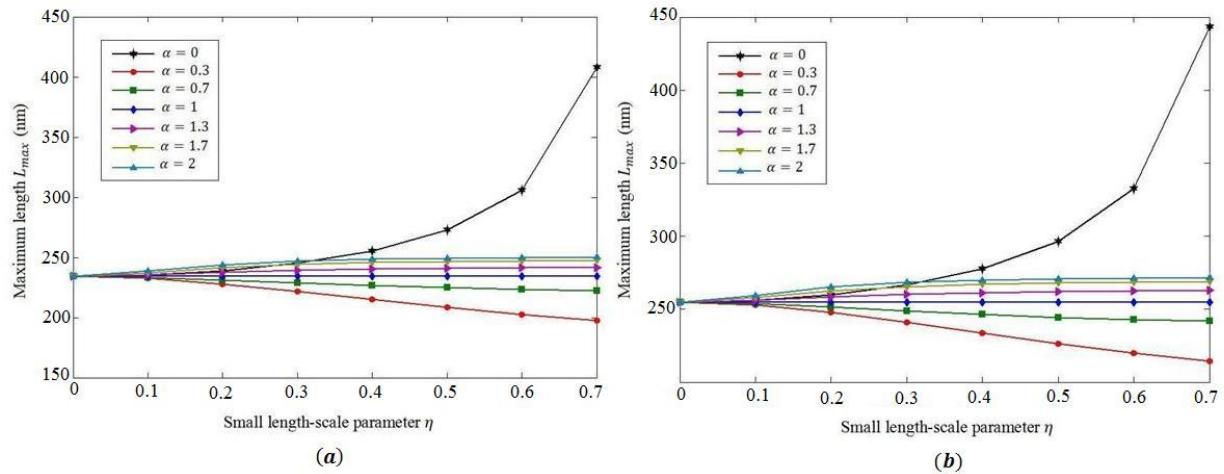 450
400
350
300
250
200
150
Maximum length L_max (nm)
α = 0
α = 0.3
α = 0.7
α = 1
α = 1.3
α = 1.7
α = 2
0 0.1 0.2 0.3 0.4 0.5 0.6 0.7
Small length-scale parameter η
(a)
450
400
350
300
250
Maximum length L_max (nm)
α = 0
α = 0.3
α = 0.7
α = 1
α = 1.3
α = 1.7
α = 2
0 0.1 0.2 0.3 0.4 0.5 0.6 0.7
Small length-scale parameter η
(b)